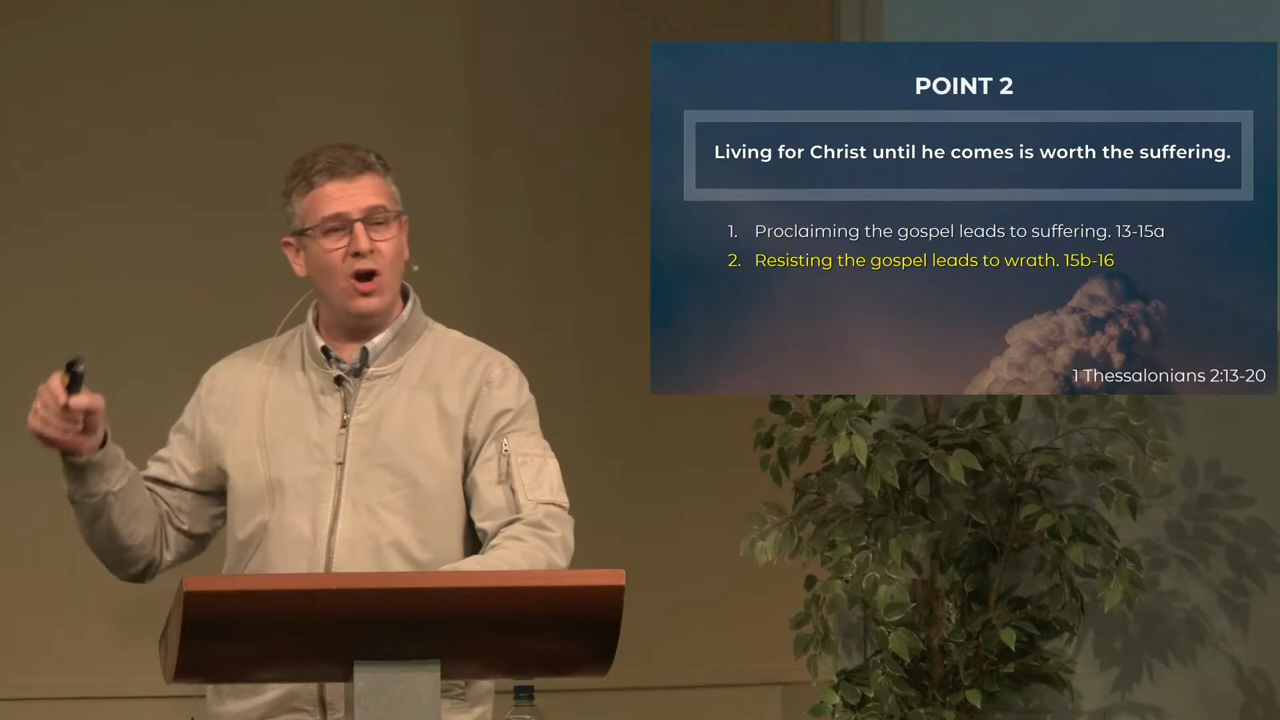 POINT 2
Living for Christ until he comes is worth the suffering.
1. Proclaiming the gospel leads to suffering. 13-15a
2. Resisting the gospel leads to wrath. 15b-16
1 Thessalonians 2:13-20